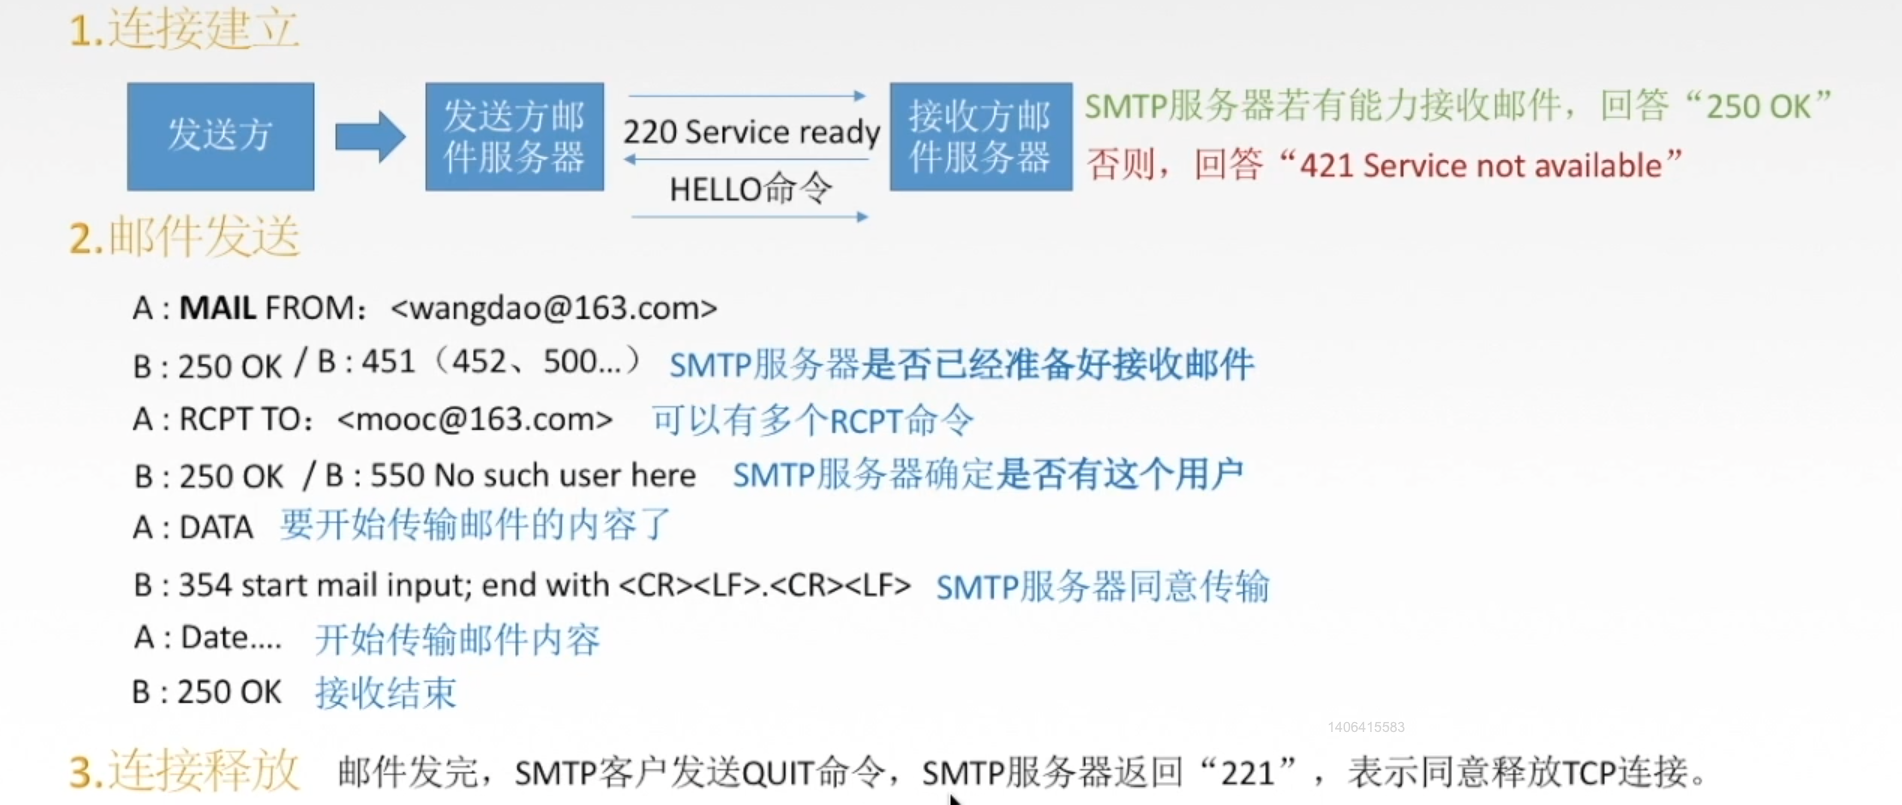 1.连接建立
发送方
发送方邮
件服务器
220 Service ready
HELLO命令
接收方邮
件服务器
SMTP服务器若有能力接收邮件，回答“250 OK”
否则，回答“421 Service not available”
2.邮件发送
A : MAIL FROM：<wangdao@163.com>
B : 250 OK / B : 451（452、500...） SMTP服务器是否已经准备好接收邮件
A : RCPT TO：<mooc@163.com> 可以有多个RCPT命令
B : 250 OK / B : 550 No such user here SMTP服务器确定是否有这个用户
A : DATA 要开始传输邮件的内容了
B : 354 start mail input; end with <CR><LF>.<CR><LF> SMTP服务器同意传输
A : Date.... 开始传输邮件内容
B : 250 OK 接收结束
1406415583
3.连接释放 邮件发完，SMTP客户发送QUIT命令，SMTP服务器返回“221”，表示同意释放TCP连接。